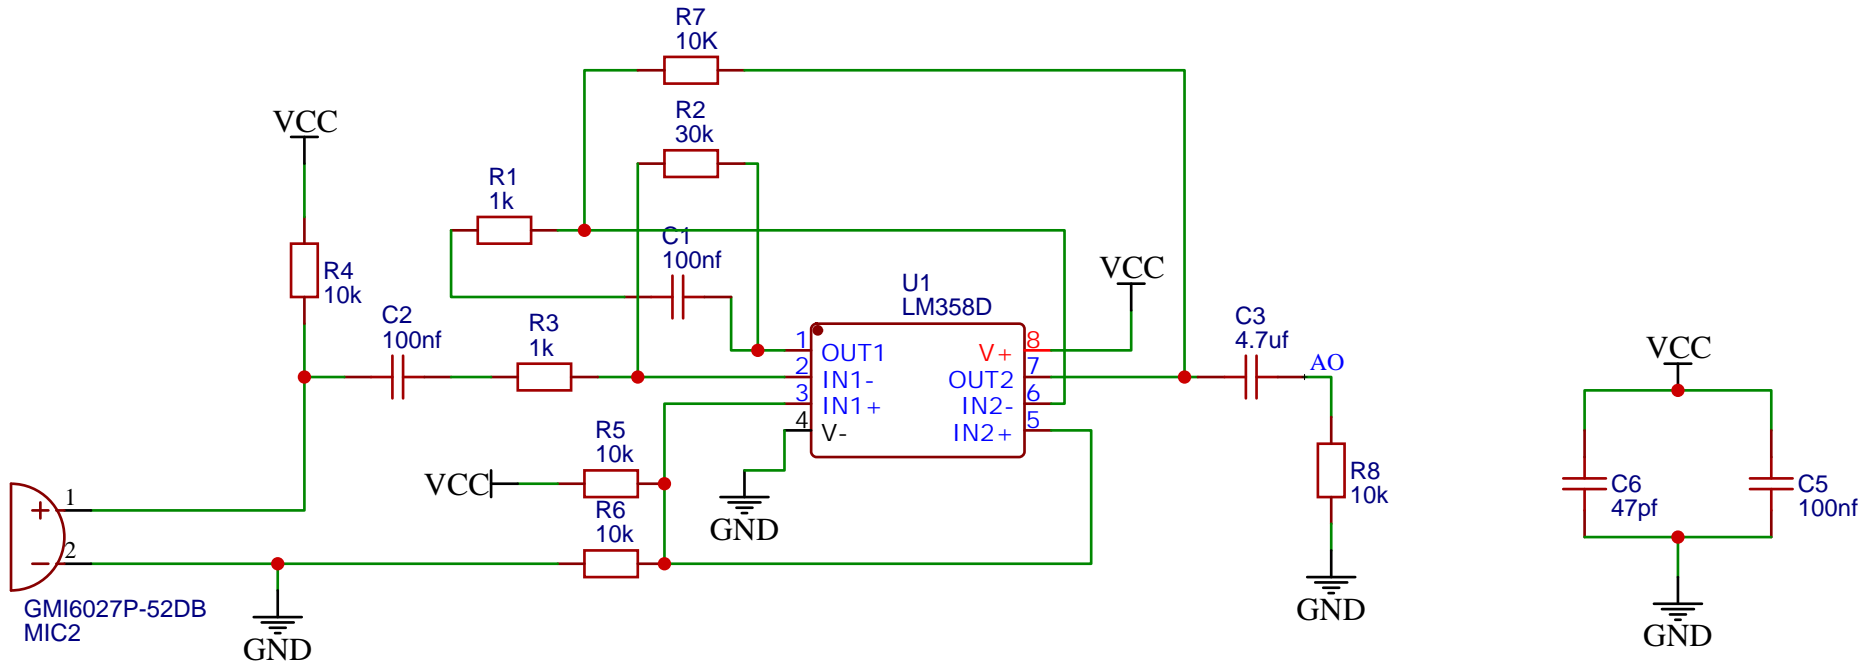 R7
10K
R2
30k
VCC
R1
1k
C1
100nf
R4
10k
VCC
U1
LM358D
C2
100nf
R3
1k
C3
4.7uf
AO
VCC
1
OUT1
V+
8
2
IN1-
OUT2
7
3
IN1+
IN2-
6
4
V-
IN2+
5
R5
10k
VCC
R6
10k
GND
R8
10k
C6
47pf
C5
100nf
+
1
-
2
GMI6027P-52DB
MIC2
GND
GND
GND